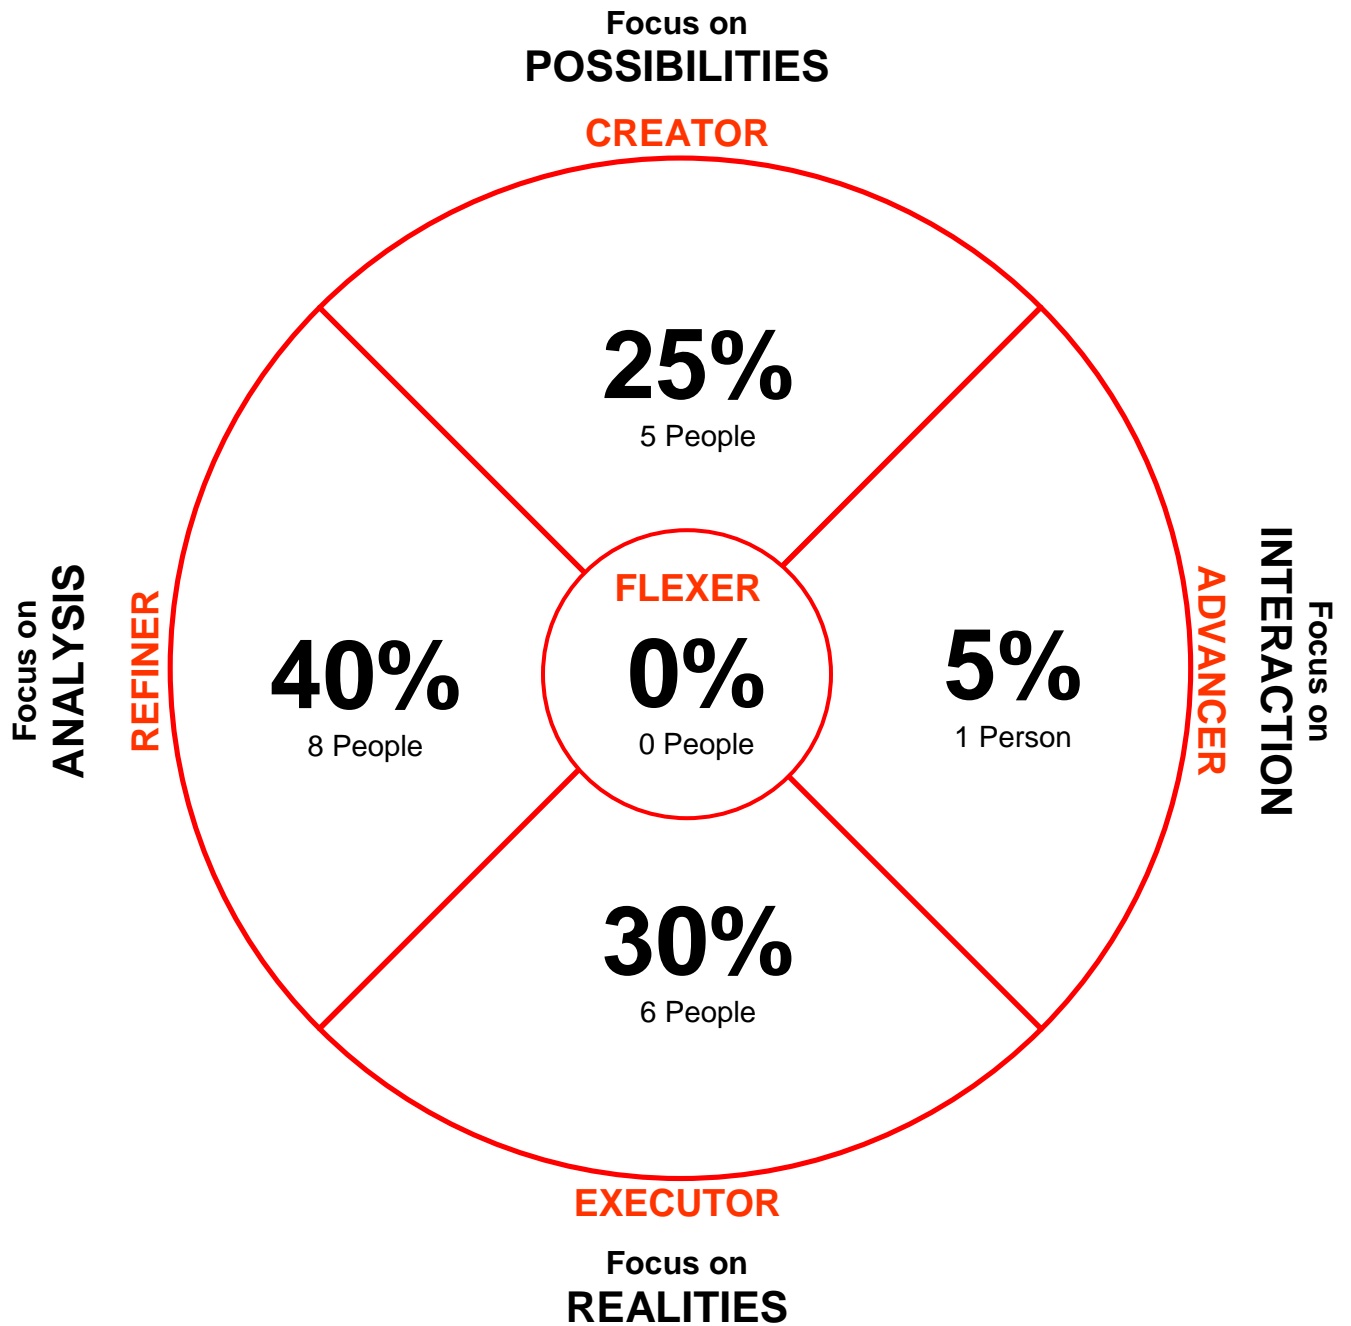 Focus on
POSSIBILITIES
CREATOR
25%
5 People
Focus on
ANALYSIS
REFINER
40%
8 People
FLEXER
0%
0 People
5%
1 Person
ADVANCER
INTERACTION
Focus on
30%
6 People
EXECUTOR
Focus on
REALITIES